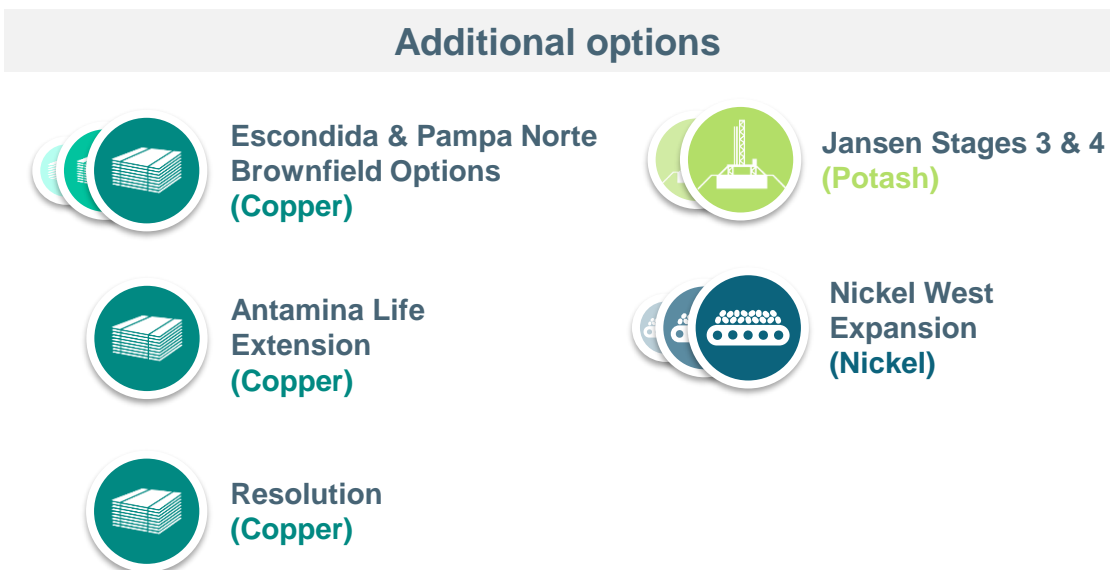 Additional options
Escondida & Pampa Norte
Brownfield Options
(Copper)
Antamina Life
Extension
(Copper)
Resolution
(Copper)
Jansen Stages 3 & 4
(Potash)
Nickel West
Expansion
(Nickel)